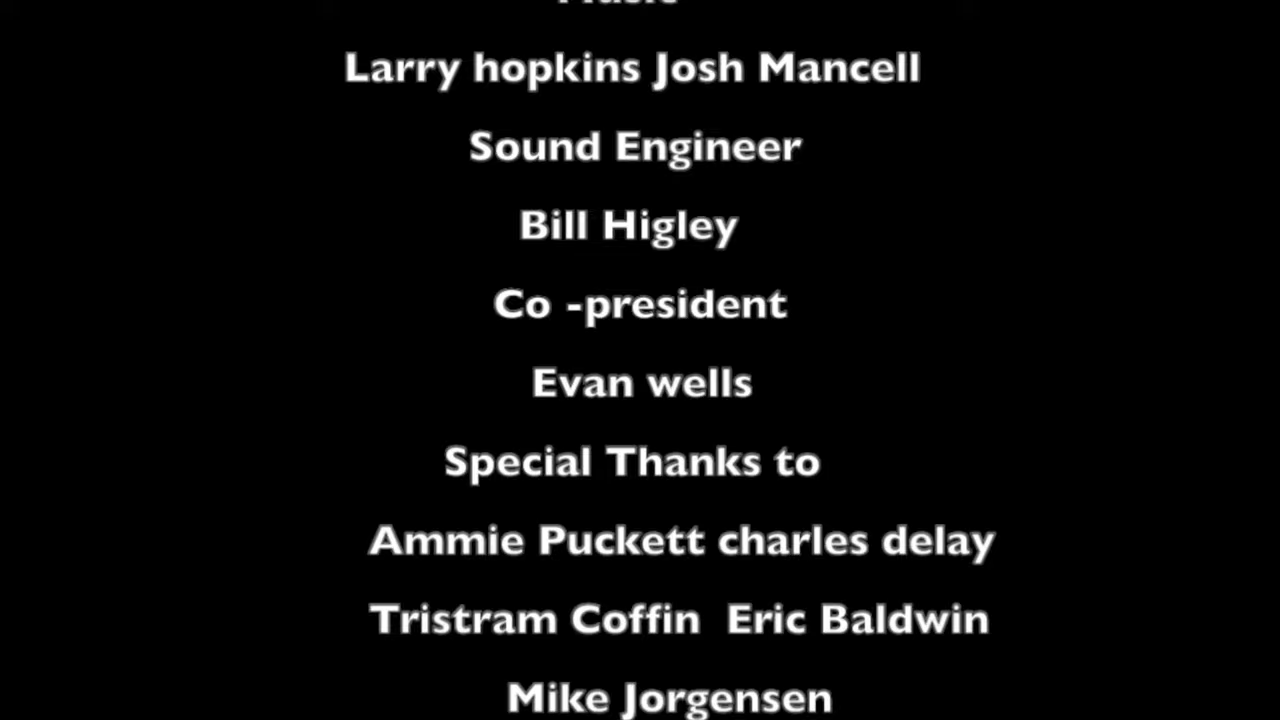 Music
Larry hopkins Josh Mancell
Sound Engineer
Bill Higley
Co -president
Evan wells
Special Thanks to
Ammie Puckett charles delay
Tristram Coffin  Eric Baldwin
Mike Jorgensen